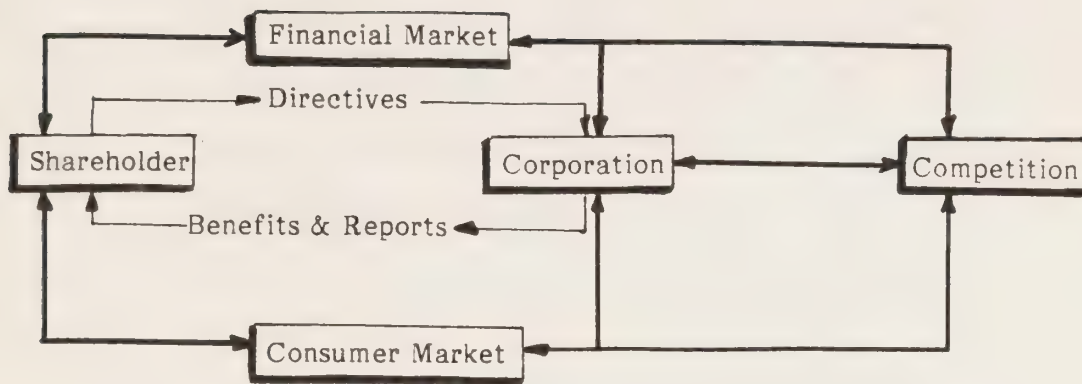 Financial Market
Directives
Shareholder
Corporation
Competition
Benefits & Reports
Consumer Market